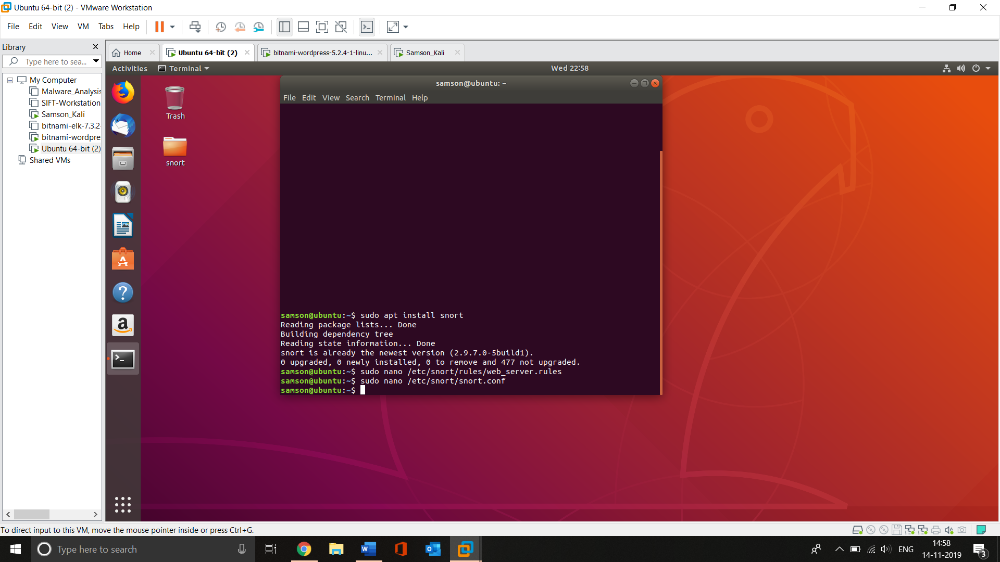 Ubuntu 64-bit (2) - VMware Workstation
File Edit View VM Tabs Help
Library
Type here to sea...
My Computer
Malware_Analysis
SIFT-Workstation
Samson_Kali
bitnami-elk-7.3.2-
bitnami-wordpre
Ubuntu 64-bit (2)
Shared VMs
Home
Ubuntu 64-bit (2)
bitnami-wordpress-5.2.4-1-linu...
Samson_Kali
Activities
Terminal
Wed 22:58
Trash
snort
samson@ubuntu: ~
File Edit View Search Terminal Help
samson@ubuntu:~$ sudo apt install snort
Reading package lists... Done
Building dependency tree
Reading state information... Done
snort is already the newest version (2.9.7.0-5build1).
0 upgraded, 0 newly installed, 0 to remove and 477 not upgraded.
samson@ubuntu:~$ sudo nano /etc/snort/rules/web_server.rules
samson@ubuntu:~$ sudo nano /etc/snort/snort.conf
samson@ubuntu:~$
To direct input to this VM, move the mouse pointer inside or press Ctrl+G.
Type here to search
ENG
14:58
14-11-2019
3